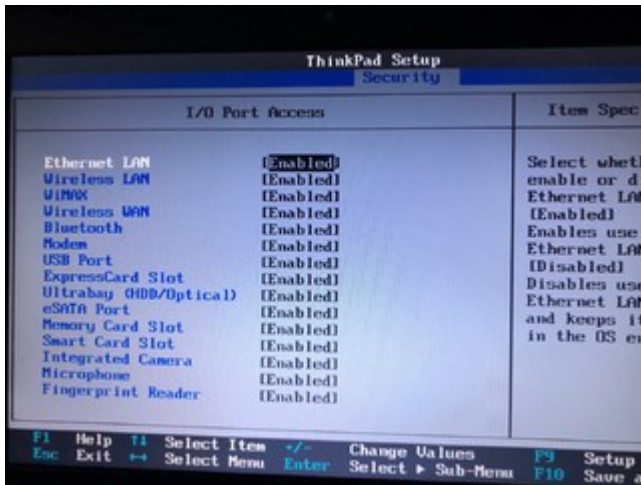 ThinkPad Setup
Security
I/O Port Access
Item Spec
Ethernet LAN [Enabled]
Wireless LAN [Enabled]
WiMAX [Enabled]
Wireless WAN [Enabled]
Bluetooth [Enabled]
Modem [Enabled]
USB Port [Enabled]
ExpressCard Slot [Enabled]
Ultrabay (HDD/Optical) [Enabled]
eSATA Port [Enabled]
Memory Card Slot [Enabled]
Smart Card Slot [Enabled]
Integrated Camera [Enabled]
Microphone [Enabled]
Fingerprint Reader [Enabled]
Select wheth
enable or d
Ethernet LAN
[Enabled]
Enables use
Ethernet LAN
[Disabled]
Disables use
Ethernet LAN
and keeps it
in the OS en
F1 Help ↑↓ Select Item +/- Change Values F9 Setup
Esc Exit ↔ Select Menu Enter Select ▸ Sub-Menu F10 Save a